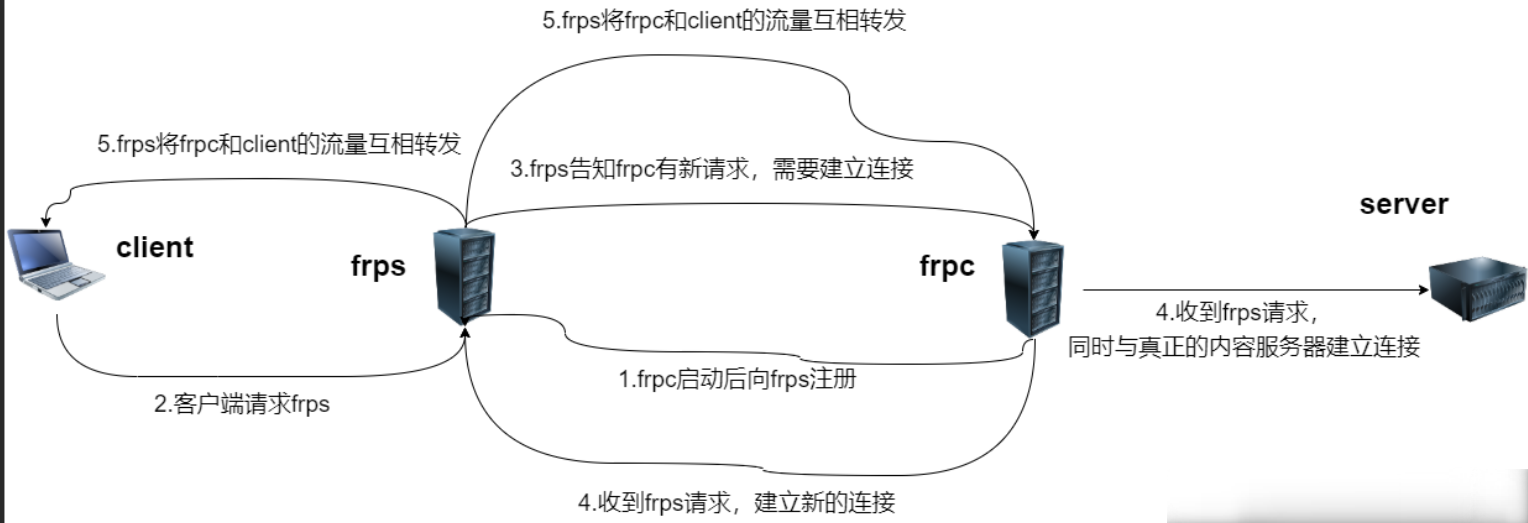 5.frps将frpc和client的流量互相转发
5.frps将frpc和client的流量互相转发
3.frps告知frpc有新请求，需要建立连接
server
client
frps
frpc
4.收到frps请求，
同时与真正的内容服务器建立连接
1.frpc启动后向frps注册
2.客户端请求frps
4.收到frps请求，建立新的连接